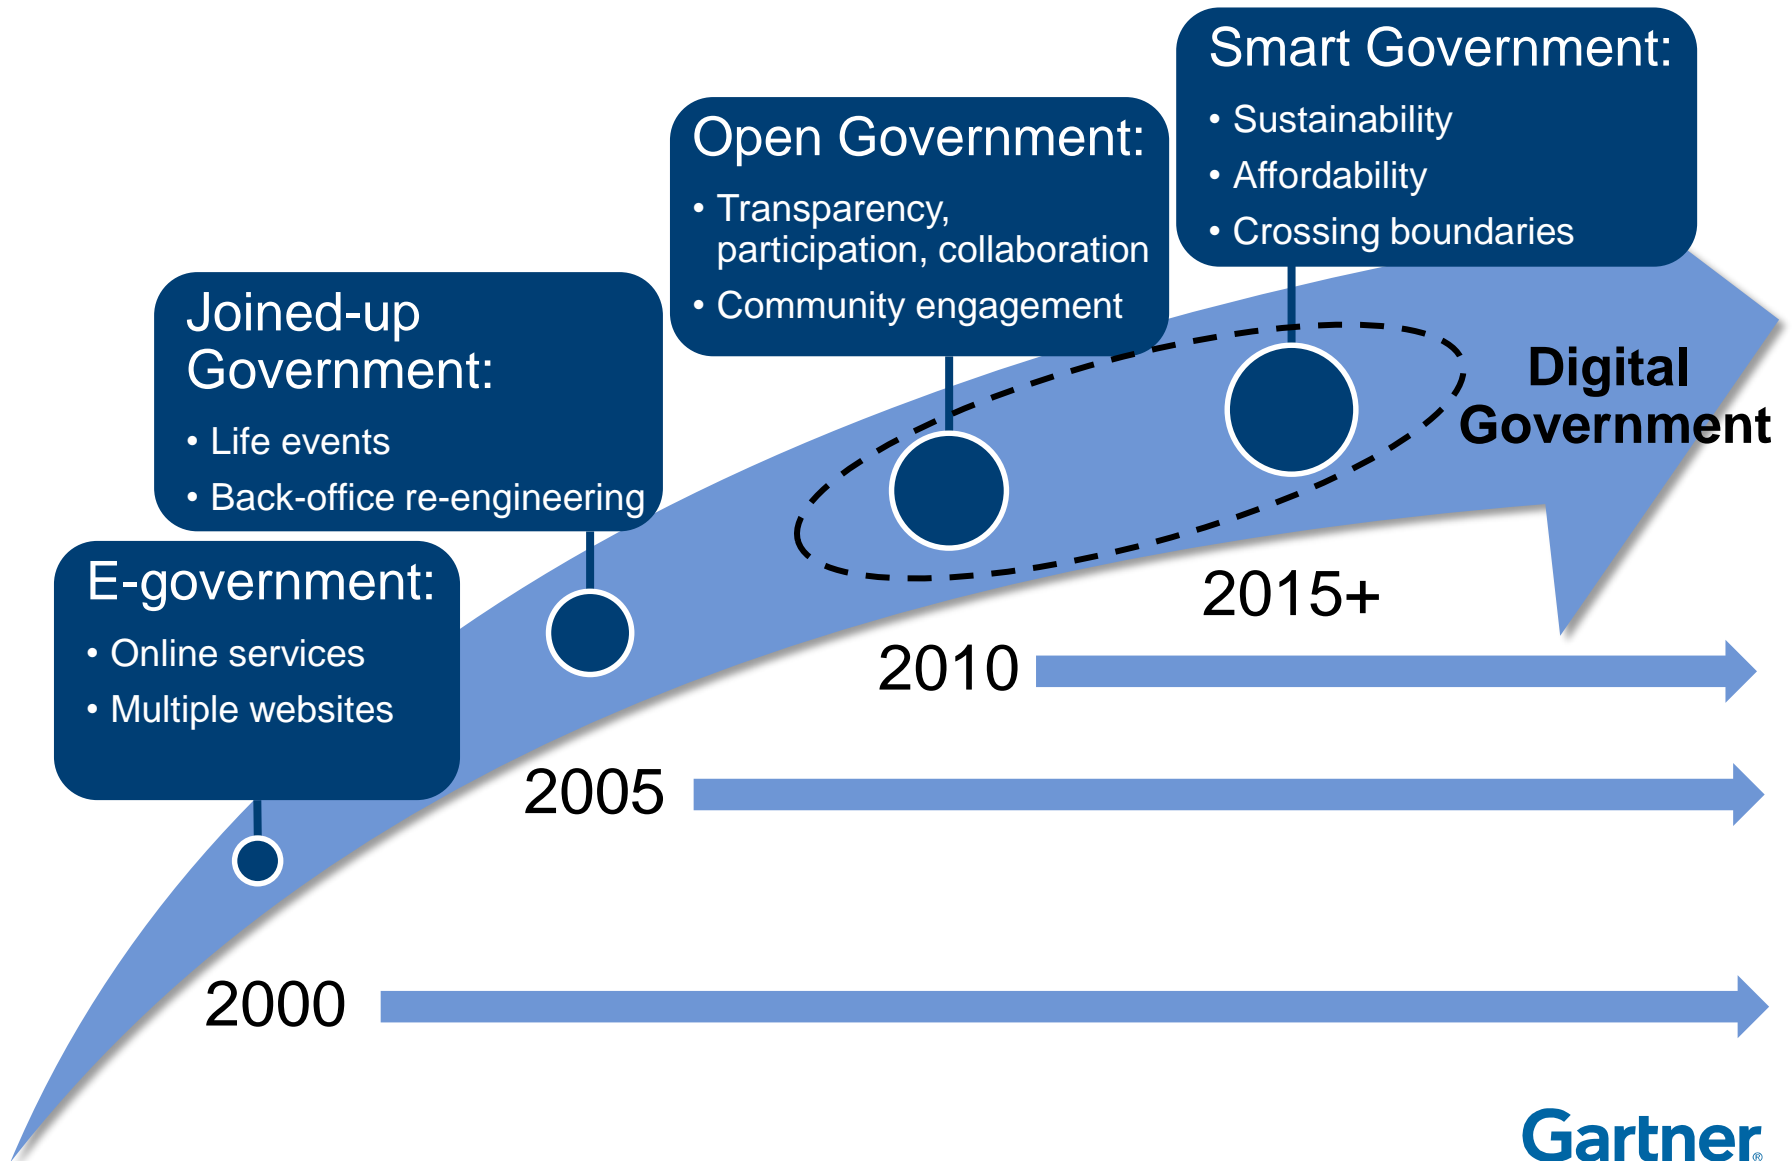 Smart Government:
• Sustainability
• Affordability
• Crossing boundaries
Open Government:
• Transparency,
participation, collaboration
• Community engagement
Joined-up
Government:
• Life events
• Back-office re-engineering
E-government:
• Online services
• Multiple websites
Digital
Government
2015+
2010
2005
2000
Gartner®